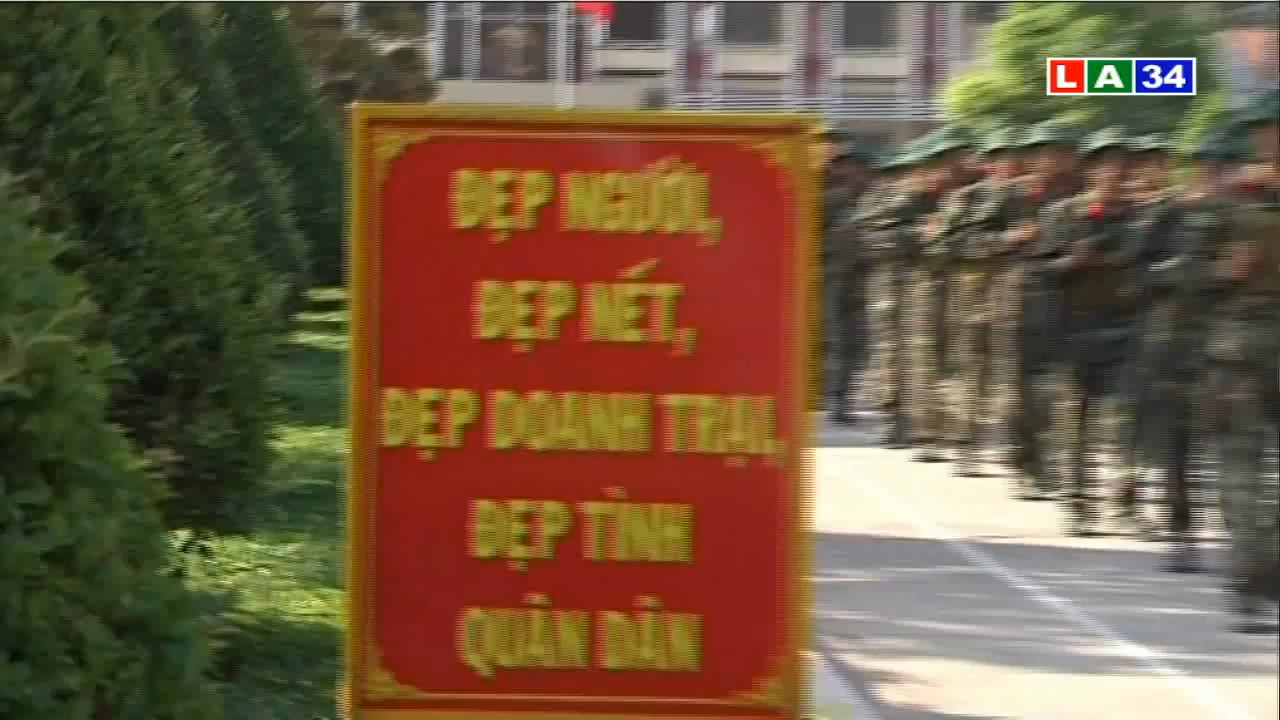 LA34
ĐẸP NGƯỜI,
ĐẸP NẾT,
ĐẸP DOANH TRẠI,
ĐẸP TÌNH
QUÂN DÂN